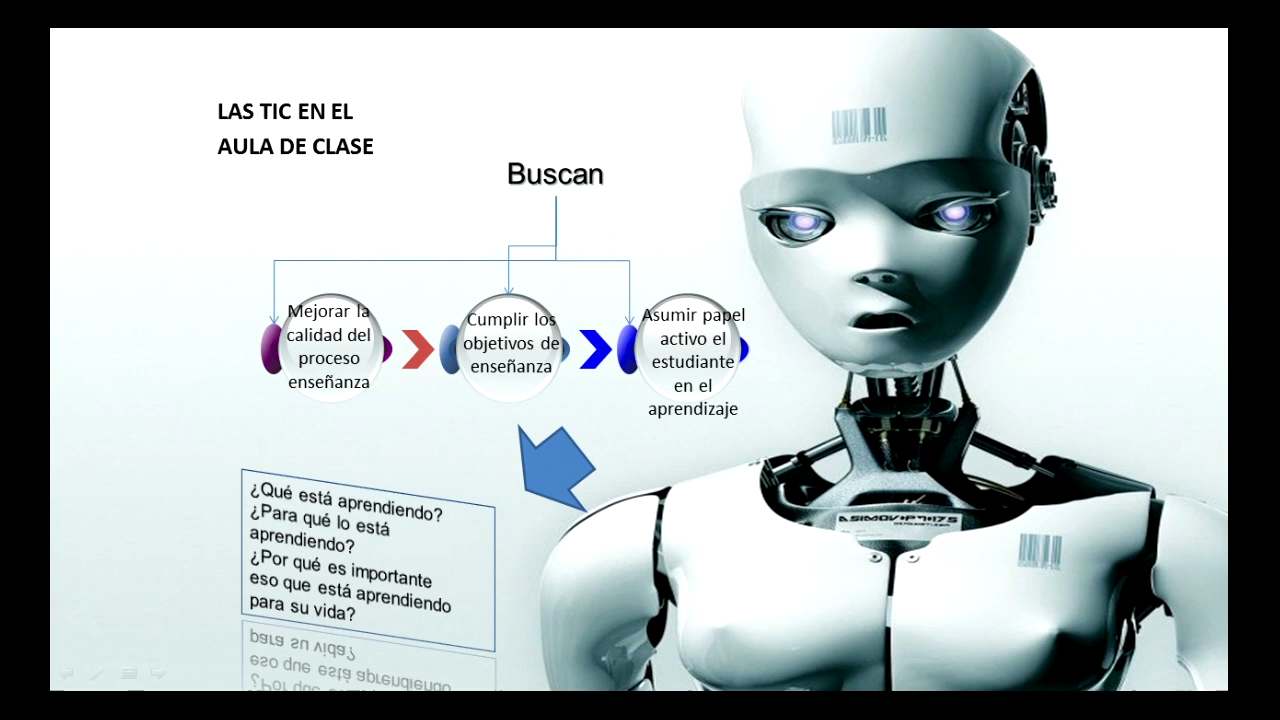 LAS TIC EN EL
AULA DE CLASE
Buscan
Mejorar la
calidad del
proceso
enseñanza
Cumplir los
objetivos de
enseñanza
Asumir papel
activo el
estudiante
en el
aprendizaje
¿Qué está aprendiendo?
¿Para qué lo está
aprendiendo?
¿Por qué es importante
eso que está aprendiendo
para su vida?